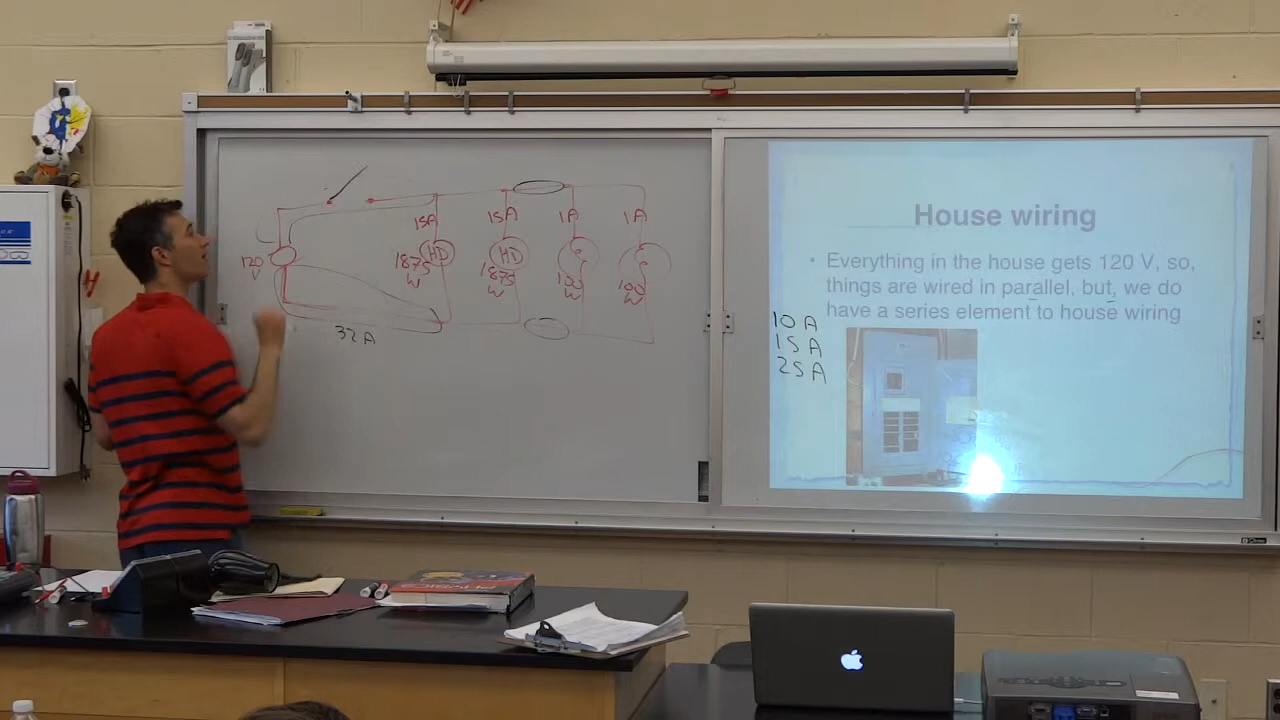 House wiring
• Everything in the house gets 120 V, so,
things are wired in parallel, but, we do
have a series element to house wiring
10 A
15 A
25 A
15A
15A
1A
1A
120
V
HD
HD
1875
W
1875
W
100
W
100
W
32 A
PHYSICS